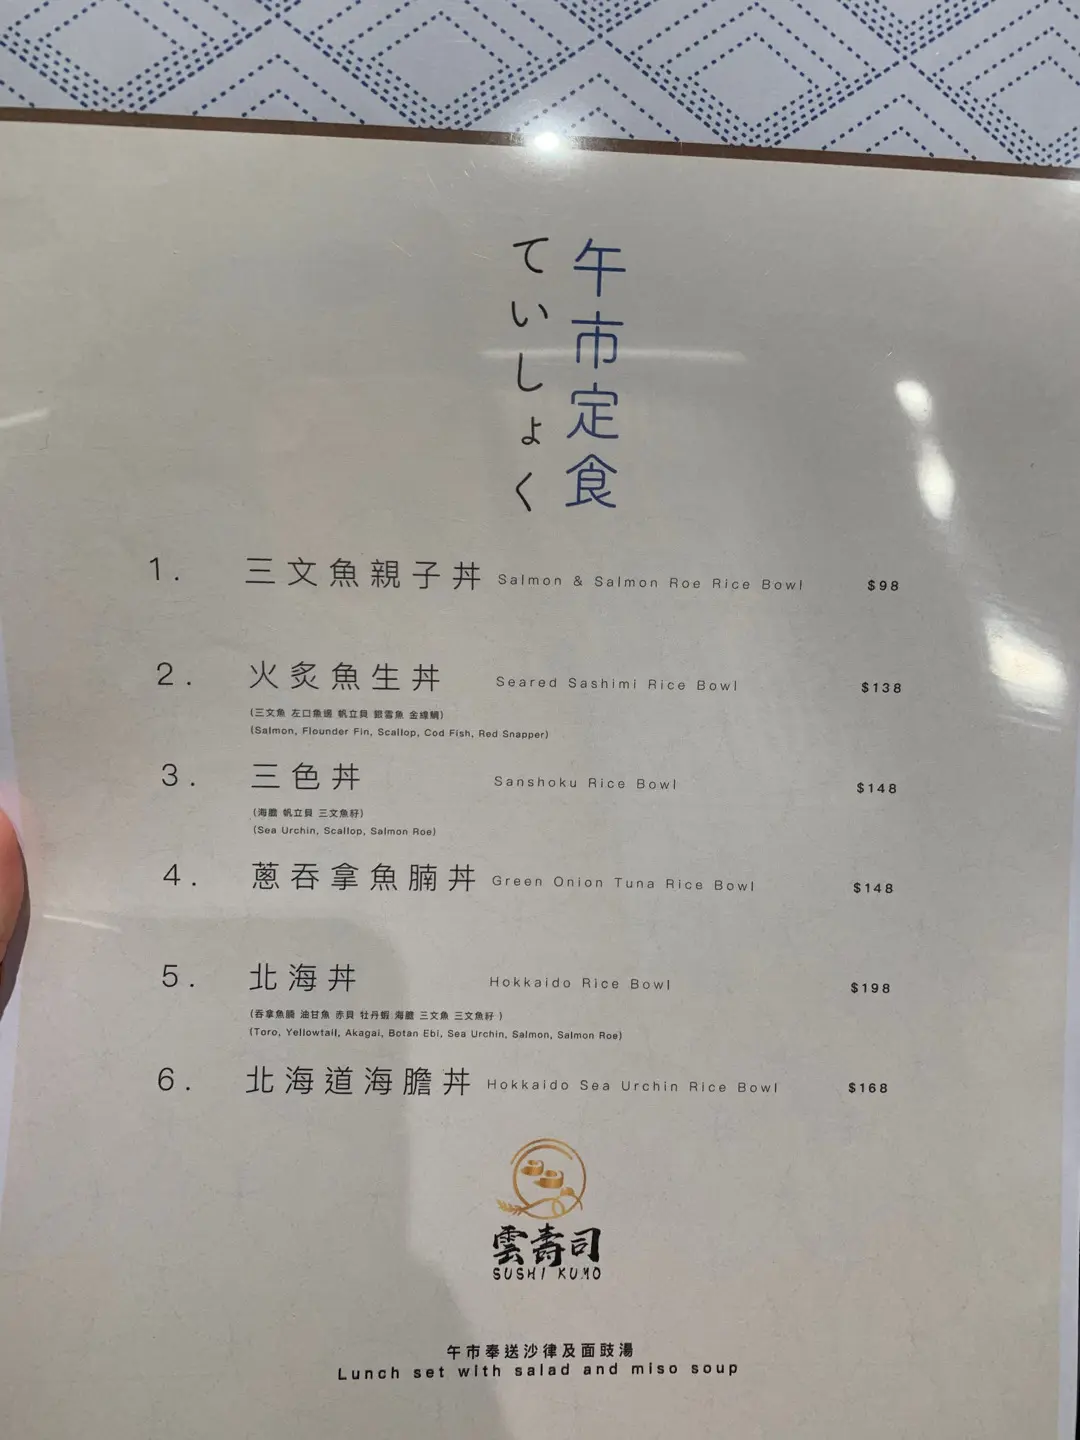 午市定食
ていしょく
1. 三文魚親子丼 Salmon & Salmon Roe Rice Bowl $98
2. 火炙魚生丼 Seared Sashimi Rice Bowl $138
(三文魚 左口魚邊 帆立貝 銀雪魚 金線鯛)
(Salmon, Flounder Fin, Scallop, Cod Fish, Red Snapper)
3. 三色丼 Sanshoku Rice Bowl $148
(海膽 帆立貝 三文魚籽)
(Sea Urchin, Scallop, Salmon Roe)
4. 蔥吞拿魚腩丼 Green Onion Tuna Rice Bowl $148
5. 北海丼 Hokkaido Rice Bowl $198
(吞拿魚腩 油甘魚 赤貝 牡丹蝦 海膽 三文魚 三文魚籽 )
(Toro, Yellowtail, Akagai, Botan Ebi, Sea Urchin, Salmon, Salmon Roe)
6. 北海道海膽丼 Hokkaido Sea Urchin Rice Bowl $168
雲壽司
SUSHI KUMO
午市奉送沙律及面豉湯
Lunch set with salad and miso soup